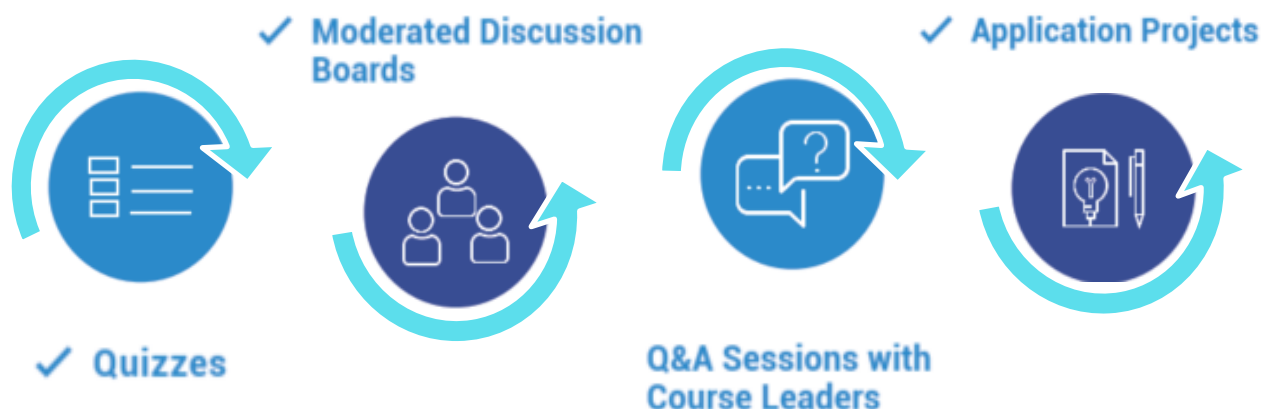 Moderated Discussion
Boards
Application Projects
?
...
Quizzes
Q&A Sessions with
Course Leaders